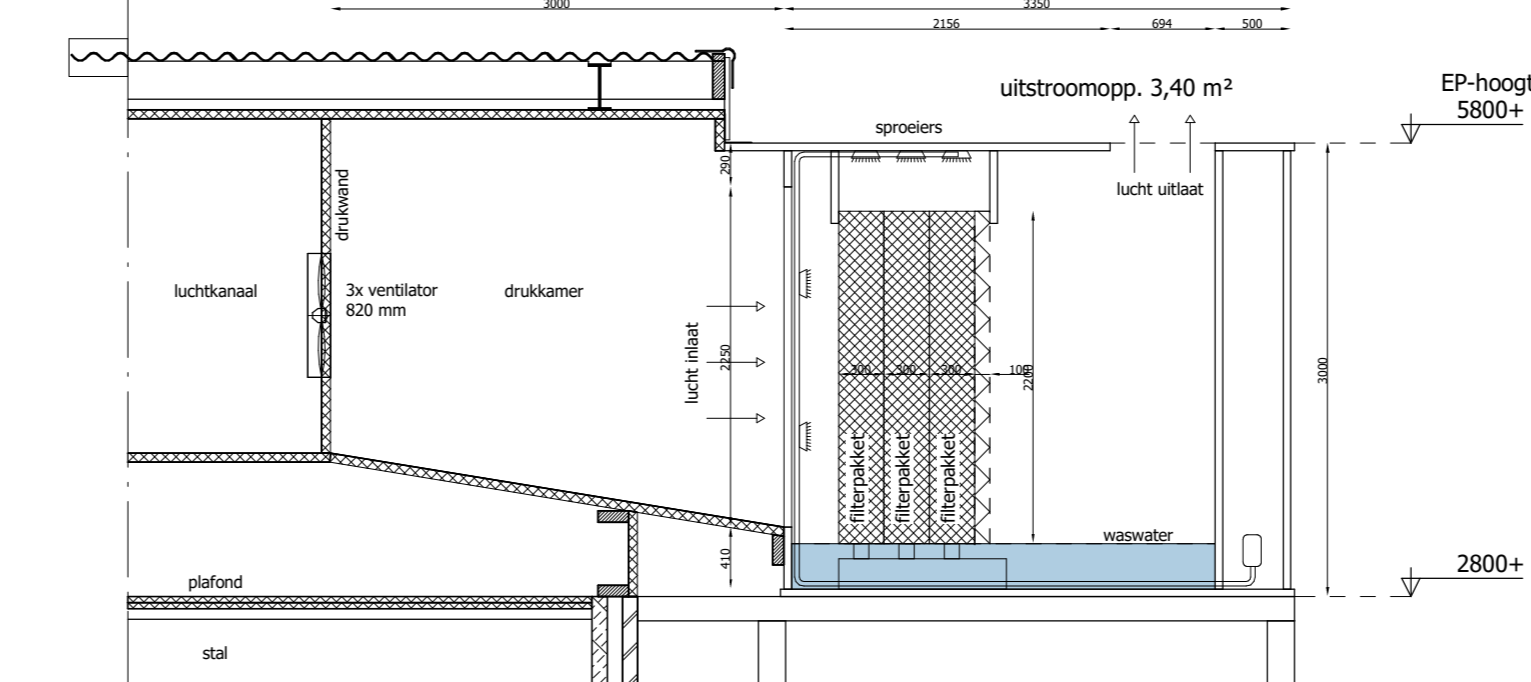 3000
3350
2156
694
500
uitstroomopp. 3,40 m²
EP-hoogt
5800+
sproeiers
290
lucht uitlaat
drukwand
luchtkanaal
3x ventilator
820 mm
drukkamer
lucht inlaat
2250
300
300
300
100
2200
3000
filterpakket
filterpakket
filterpakket
waswater
410
2800+
plafond
stal